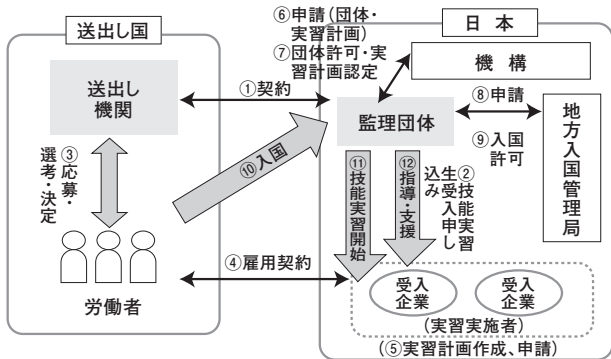 送出し国
日本
送出し
機関
③応募・
選考・決定
労働者
①契約
⑩入国
④雇用契約
⑥申請(団体・
実習計画)
⑦団体許可・実
習計画認定
機構
監理団体
⑧申請
⑨入国
許可
地方入国管理局
⑪技能実習開始
⑫指導・支援
②技能実習
生受入申し
込み
受入
企業
受入
企業
(実習実施者)
(⑤実習計画作成、申請)